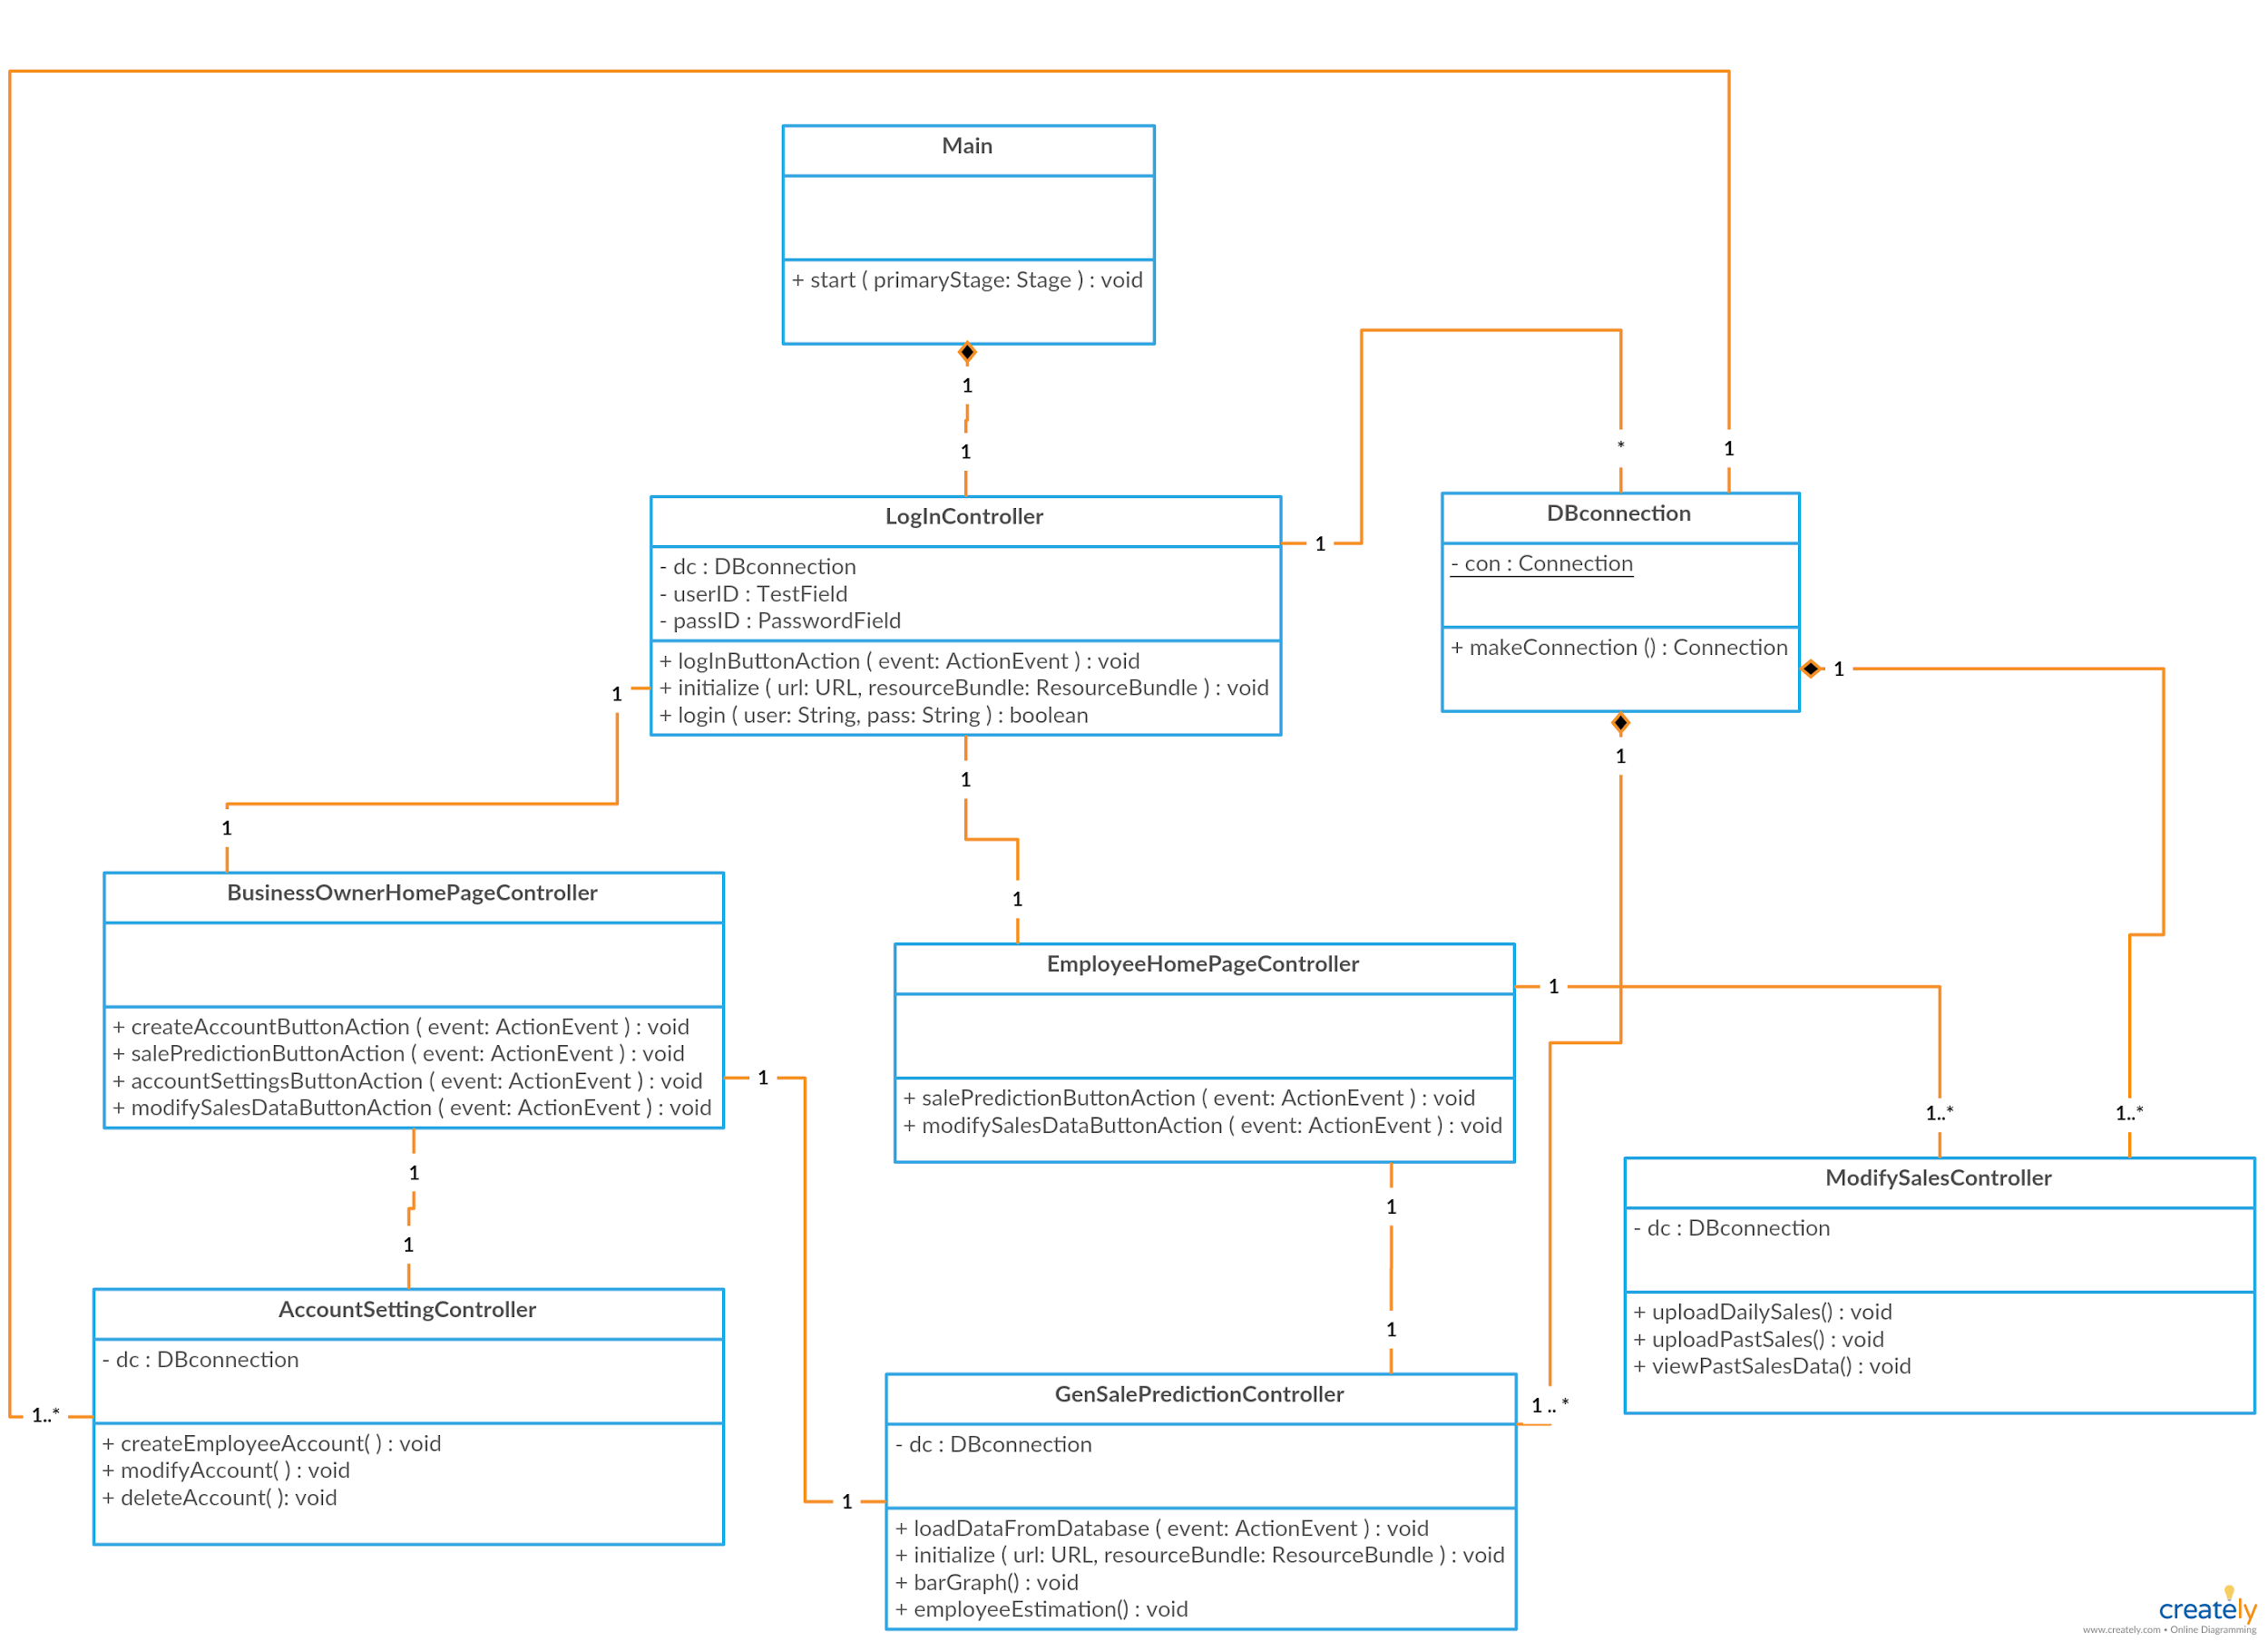 Main
+ start ( primaryStage: Stage ) : void
1
1
*
1
LogInController
- dc : DBconnection
- userID : TestField
- passID : PasswordField
+ logInButtonAction ( event: ActionEvent ) : void
+ initialize ( url: URL, resourceBundle: ResourceBundle ) : void
+ login ( user: String, pass: String ) : boolean
1
DBconnection
- con : Connection
+ makeConnection () : Connection
1
1
1
1
1
1
BusinessOwnerHomePageController
+ createAccountButtonAction ( event: ActionEvent ) : void
+ salePredictionButtonAction ( event: ActionEvent ) : void
+ accountSettingsButtonAction ( event: ActionEvent ) : void
+ modifySalesDataButtonAction ( event: ActionEvent ) : void
1
EmployeeHomePageController
+ salePredictionButtonAction ( event: ActionEvent ) : void
+ modifySalesDataButtonAction ( event: ActionEvent ) : void
1
1..*
1..*
1
1
1
1
ModifySalesController
- dc : DBconnection
+ uploadDailySales() : void
+ uploadPastSales() : void
+ viewPastSalesData() : void
AccountSettingController
- dc : DBconnection
+ createEmployeeAccount( ) : void
+ modifyAccount( ) : void
+ deleteAccount( ): void
1..*
1 .. *
1
GenSalePredictionController
- dc : DBconnection
+ loadDataFromDatabase ( event: ActionEvent ) : void
+ initialize ( url: URL, resourceBundle: ResourceBundle ) : void
+ barGraph() : void
+ employeeEstimation() : void
creately
www.creately.com • Online Diagramming